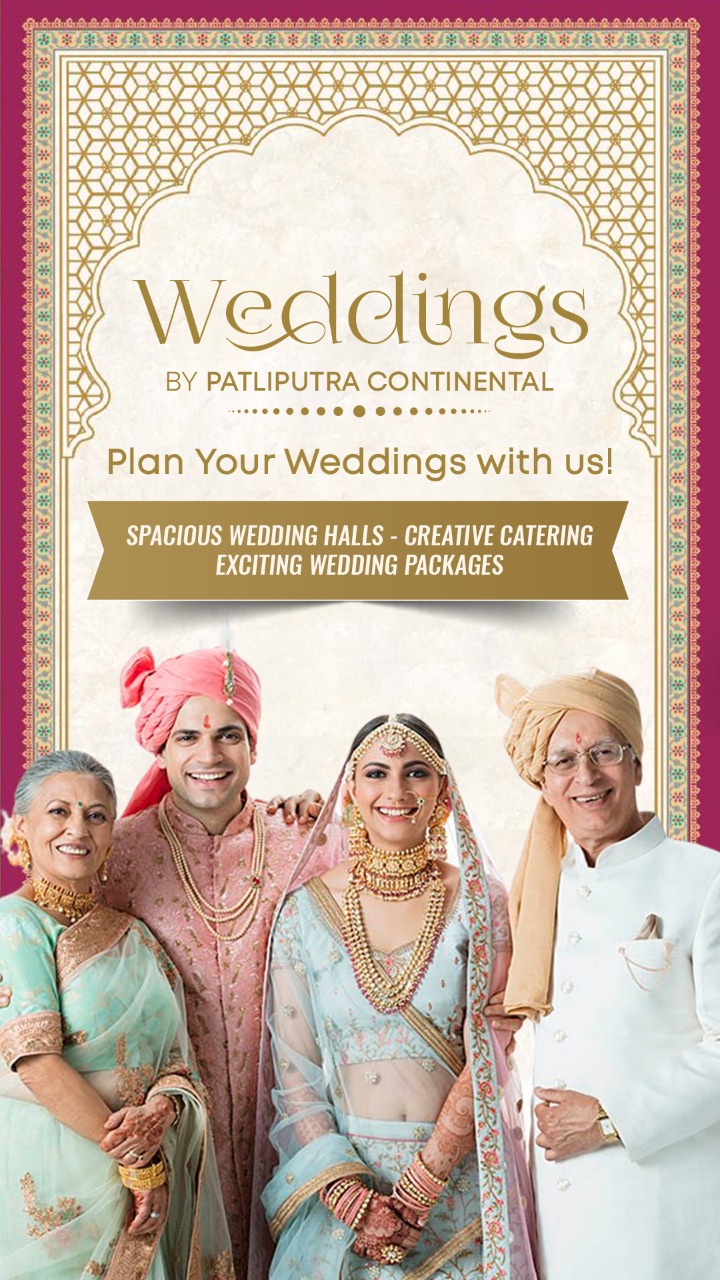 Weddings
BY PATLIPUTRA CONTINENTAL
Plan Your Weddings with us!
SPACIOUS WEDDING HALLS - CREATIVE CATERING
EXCITING WEDDING PACKAGES